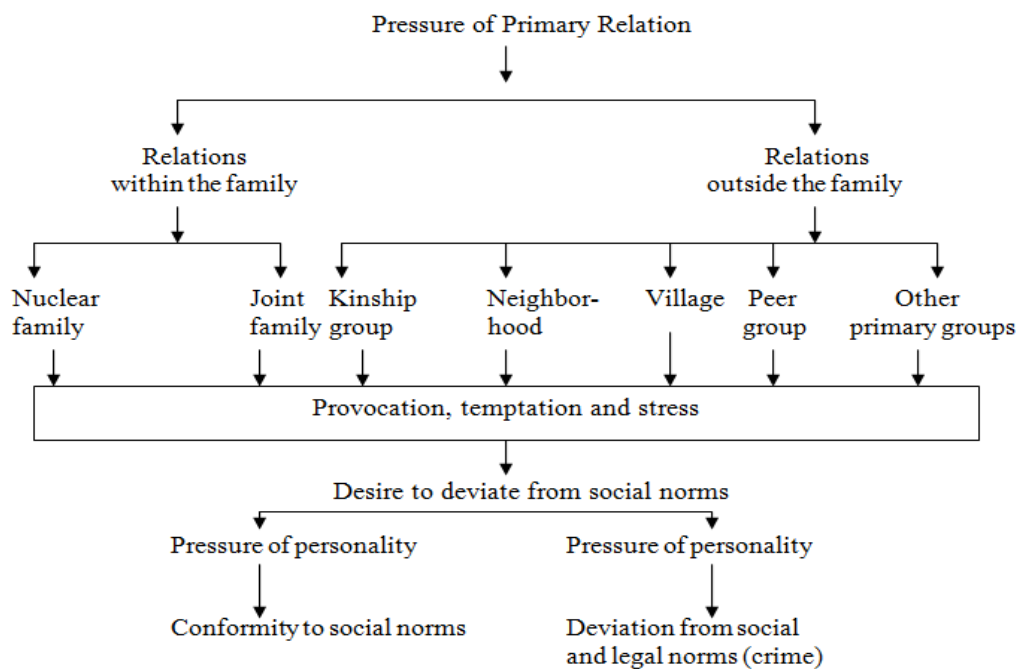 Pressure of Primary Relation
Relations
within the family
Relations
outside the family
Nuclear
family
Joint
family
Kinship
group
Neighbor-
hood
Village
Peer
group
Other
primary groups
Provocation, temptation and stress
Desire to deviate from social norms
Pressure of personality
Pressure of personality
Conformity to social norms
Deviation from social
and legal norms (crime)